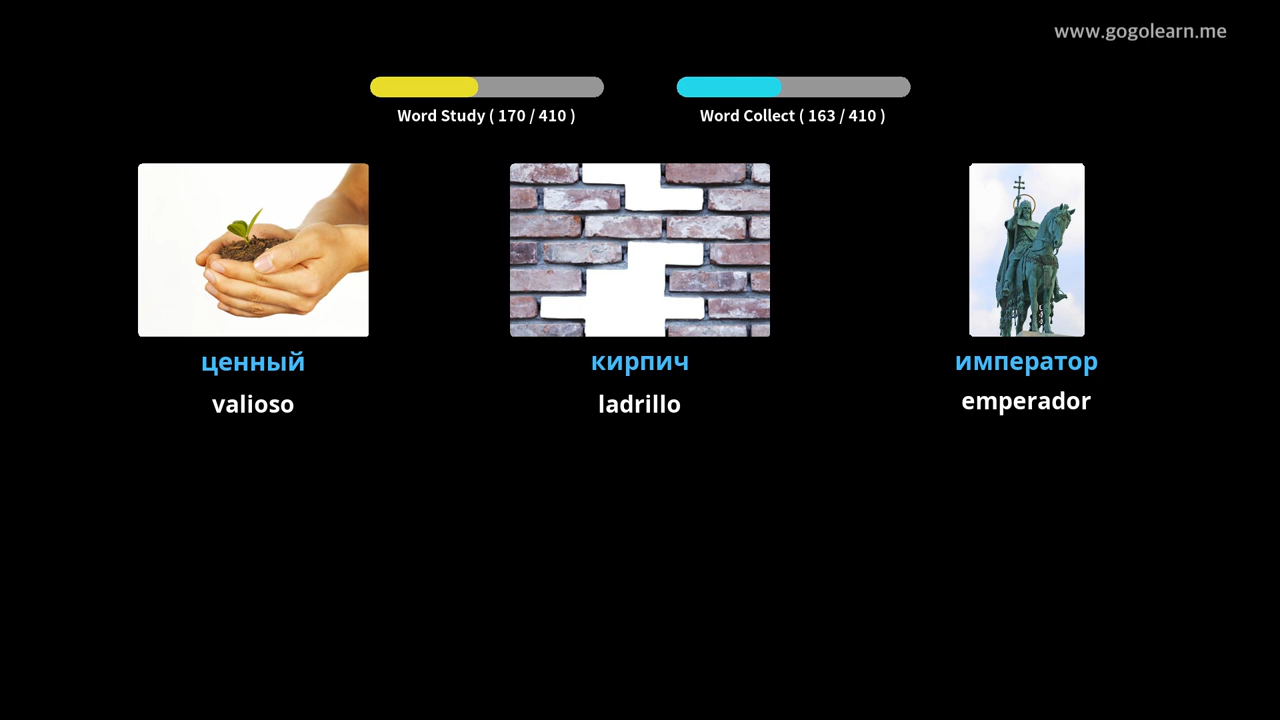 www.gogolearn.me
Word Study ( 170 / 410 )
Word Collect ( 163 / 410 )
ценный
кирпич
император
valioso
ladrillo
emperador